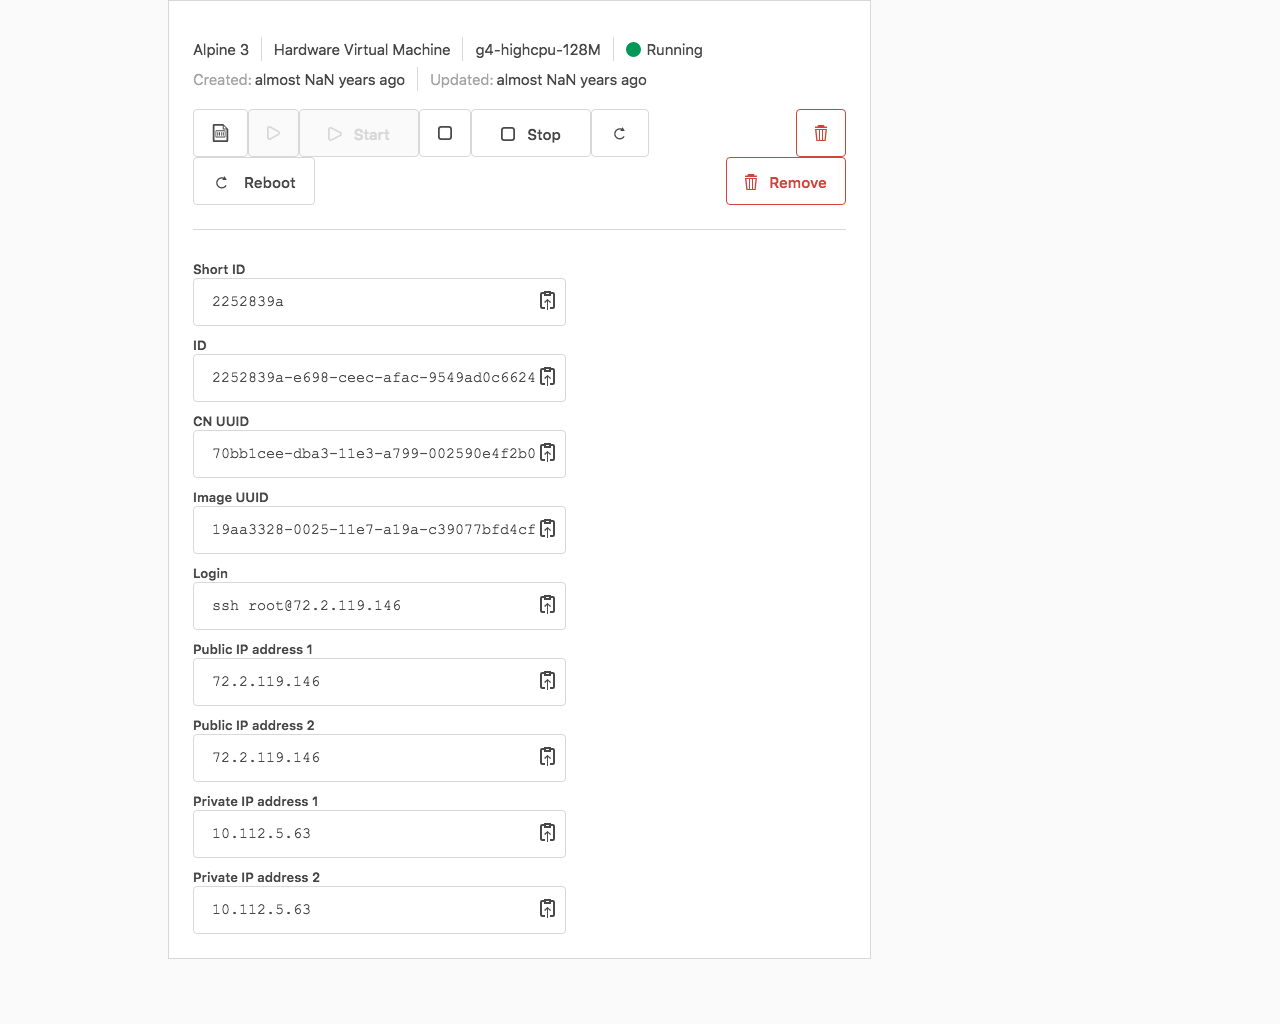 Alpine 3 Hardware Virtual Machine g4-highcpu-128M Running
Created: almost NaN years ago Updated: almost NaN years ago
Start Stop
Reboot Remove
Short ID
2252839a
ID
2252839a-e698-ceec-afac-9549ad0c6624
CN UUID
70bb1cee-dba3-11e3-a799-002590e4f2b0
Image UUID
19aa3328-0025-11e7-a19a-c39077bfd4cf
Login
ssh root@72.2.119.146
Public IP address 1
72.2.119.146
Public IP address 2
72.2.119.146
Private IP address 1
10.112.5.63
Private IP address 2
10.112.5.63